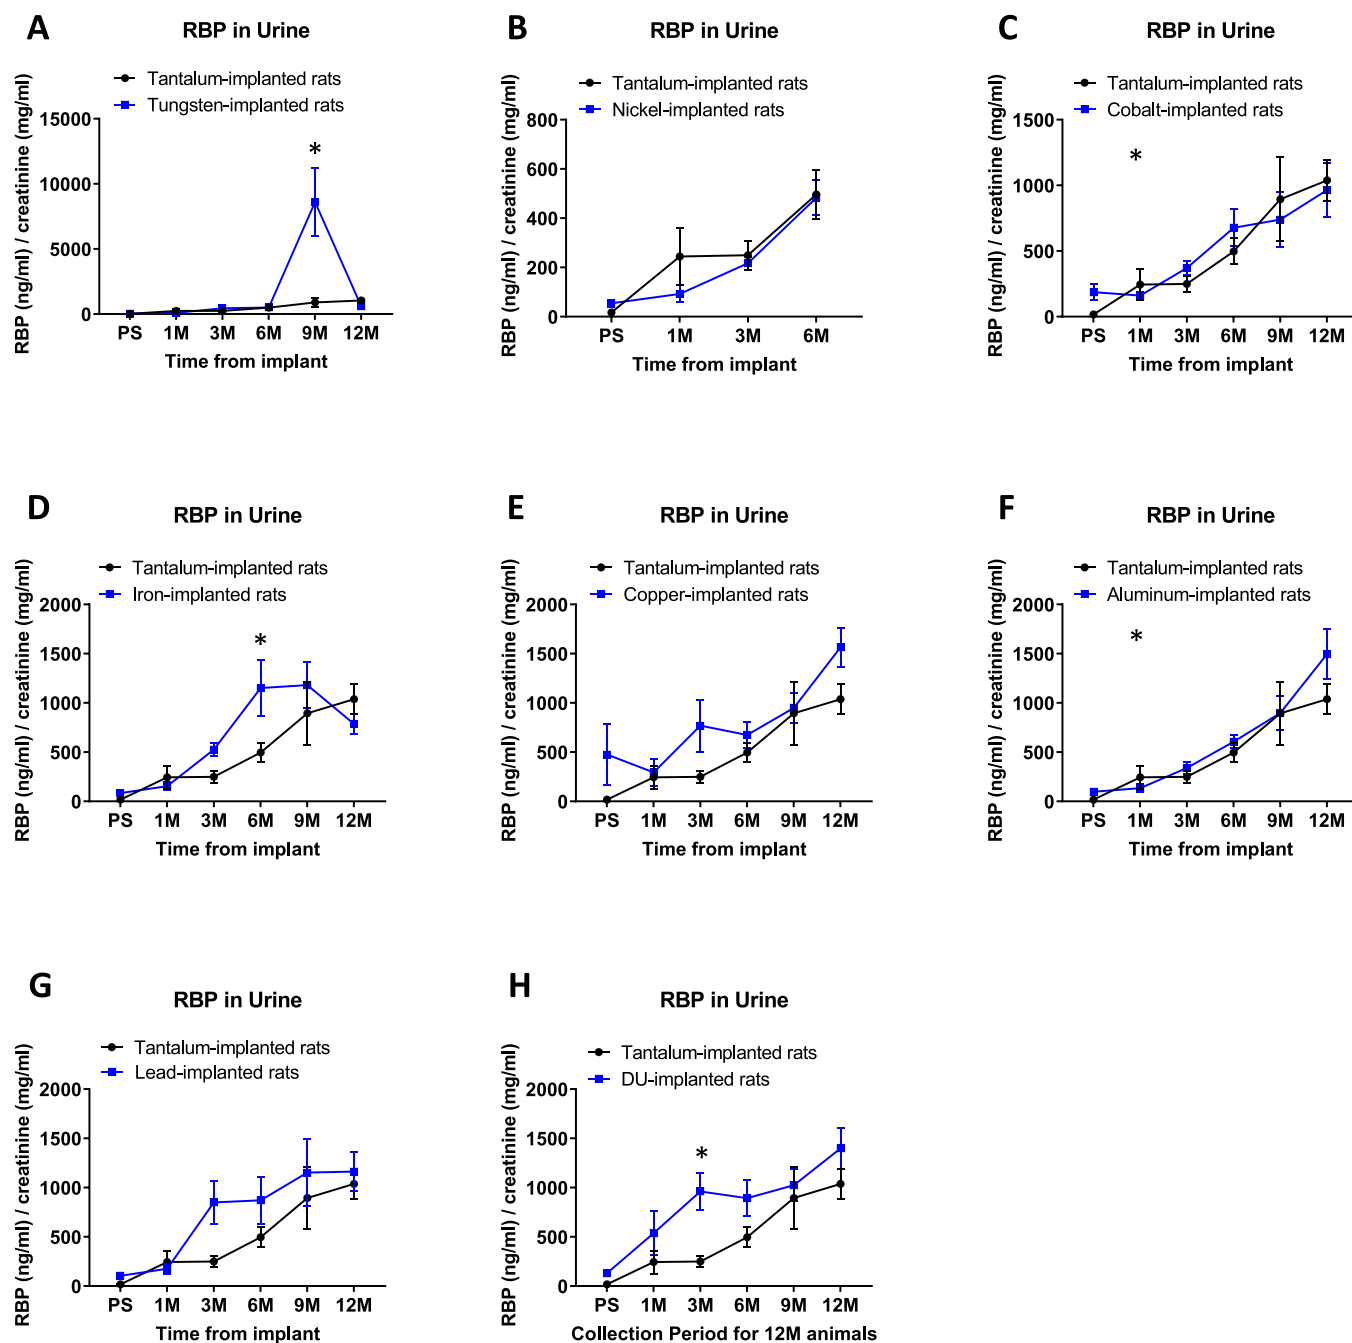 A
RBP in Urine
Tantalum-implanted rats
Tungsten-implanted rats
RBP (ng/ml) / creatinine (mg/ml)
15000
10000
5000
0
*
PS 1M 3M 6M 9M 12M
Time from implant
B
RBP in Urine
Tantalum-implanted rats
Nickel-implanted rats
RBP (ng/ml) / creatinine (mg/ml)
800
600
400
200
0
PS 1M 3M 6M
Time from implant
C
RBP in Urine
Tantalum-implanted rats
Cobalt-implanted rats
RBP (ng/ml) / creatinine (mg/ml)
1500
1000
500
0
*
PS 1M 3M 6M 9M 12M
Time from implant
D
RBP in Urine
Tantalum-implanted rats
Iron-implanted rats
RBP (ng/ml) / creatinine (mg/ml)
2000
1500
1000
500
0
*
PS 1M 3M 6M 9M 12M
Time from implant
E
RBP in Urine
Tantalum-implanted rats
Copper-implanted rats
RBP (ng/ml) / creatinine (mg/ml)
2000
1500
1000
500
0
PS 1M 3M 6M 9M 12M
Time from implant
F
RBP in Urine
Tantalum-implanted rats
Aluminum-implanted rats
RBP (ng/ml) / creatinine (mg/ml)
2000
1500
1000
500
0
*
PS 1M 3M 6M 9M 12M
Time from implant
G
RBP in Urine
Tantalum-implanted rats
Lead-implanted rats
RBP (ng/ml) / creatinine (mg/ml)
2000
1500
1000
500
0
PS 1M 3M 6M 9M 12M
Time from implant
H
RBP in Urine
Tantalum-implanted rats
DU-implanted rats
RBP (ng/ml) / creatinine (mg/ml)
2000
1500
1000
500
0
*
PS 1M 3M 6M 9M 12M
Collection Period for 12M animals